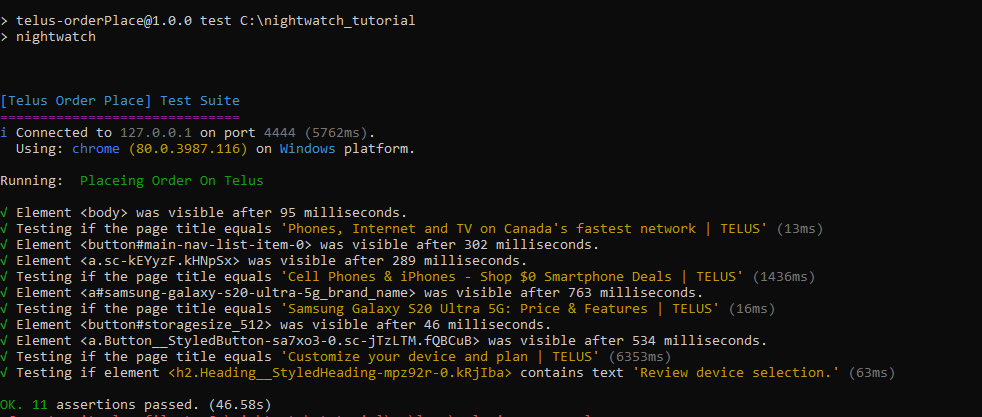 > telus-orderPlace@1.0.0 test C:\nightwatch_tutorial
> nightwatch
[Telus Order Place] Test Suite
==============================
i Connected to 127.0.0.1 on port 4444 (5762ms).
Using: chrome (80.0.3987.116) on Windows platform.
Running: Placeing Order On Telus
√ Element <body> was visible after 95 milliseconds.
√ Testing if the page title equals 'Phones, Internet and TV on Canada's fastest network | TELUS' (13ms)
√ Element <button#main-nav-list-item-0> was visible after 302 milliseconds.
√ Element <a.sc-kEYyzF.kHNpSx> was visible after 289 milliseconds.
√ Testing if the page title equals 'Cell Phones & iPhones - Shop $0 Smartphone Deals | TELUS' (1436ms)
√ Element <a#samsung-galaxy-s20-ultra-5g_brand_name> was visible after 763 milliseconds.
√ Testing if the page title equals 'Samsung Galaxy S20 Ultra 5G: Price & Features | TELUS' (16ms)
√ Element <button#storagesize_512> was visible after 46 milliseconds.
√ Element <a.Button__StyledButton-sa7xo3-0.sc-jTzLTM.fQBCuB> was visible after 534 milliseconds.
√ Testing if the page title equals 'Customize your device and plan | TELUS' (6353ms)
√ Testing if element <h2.Heading__StyledHeading-mpz92r-0.kRjIba> contains text 'Review device selection.' (63ms)
OK. 11 assertions passed. (46.58s)